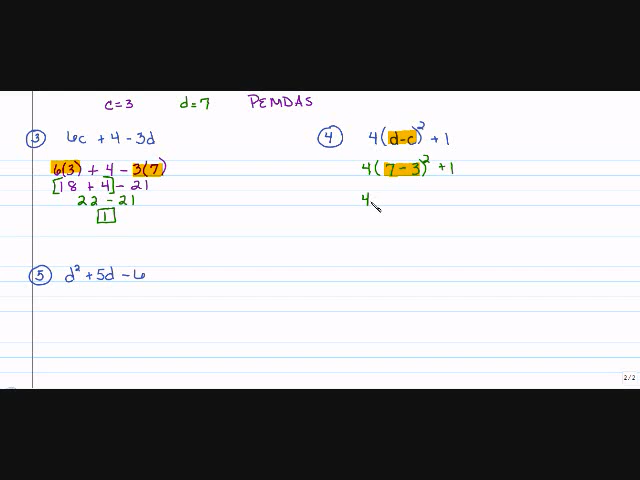 c=3 d=7 PEMDAS
③ 6c + 4 - 3d
6(3) + 4 - 3(7)
[18 + 4] - 21
22 - 21
1
④ 4(d-c)² + 1
4(7-3)² + 1
4
⑤ d² + 5d - 6
2/2